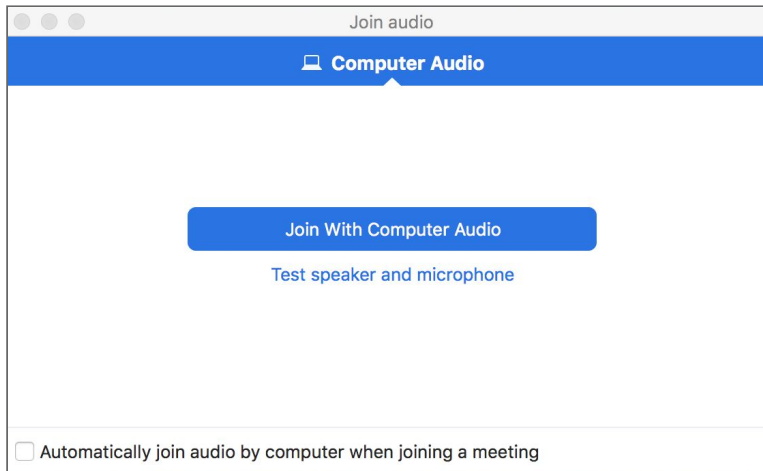 Join audio
Computer Audio
Join With Computer Audio
Test speaker and microphone
Automatically join audio by computer when joining a meeting